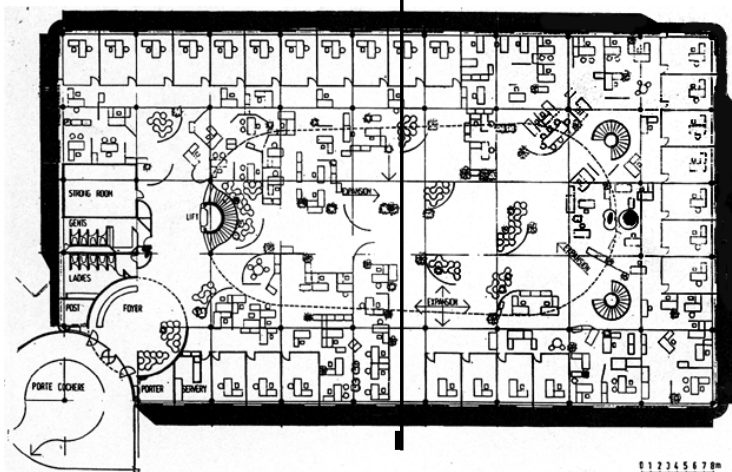 STRONG ROOM
GENTS
LADIES
POST
FOYER
LIFT
EXPANSION
EXPANSION
EXPANSION
PORTE COCHERE
PORTER
SERVERY
0 1 2 3 4 5 6 7 8m